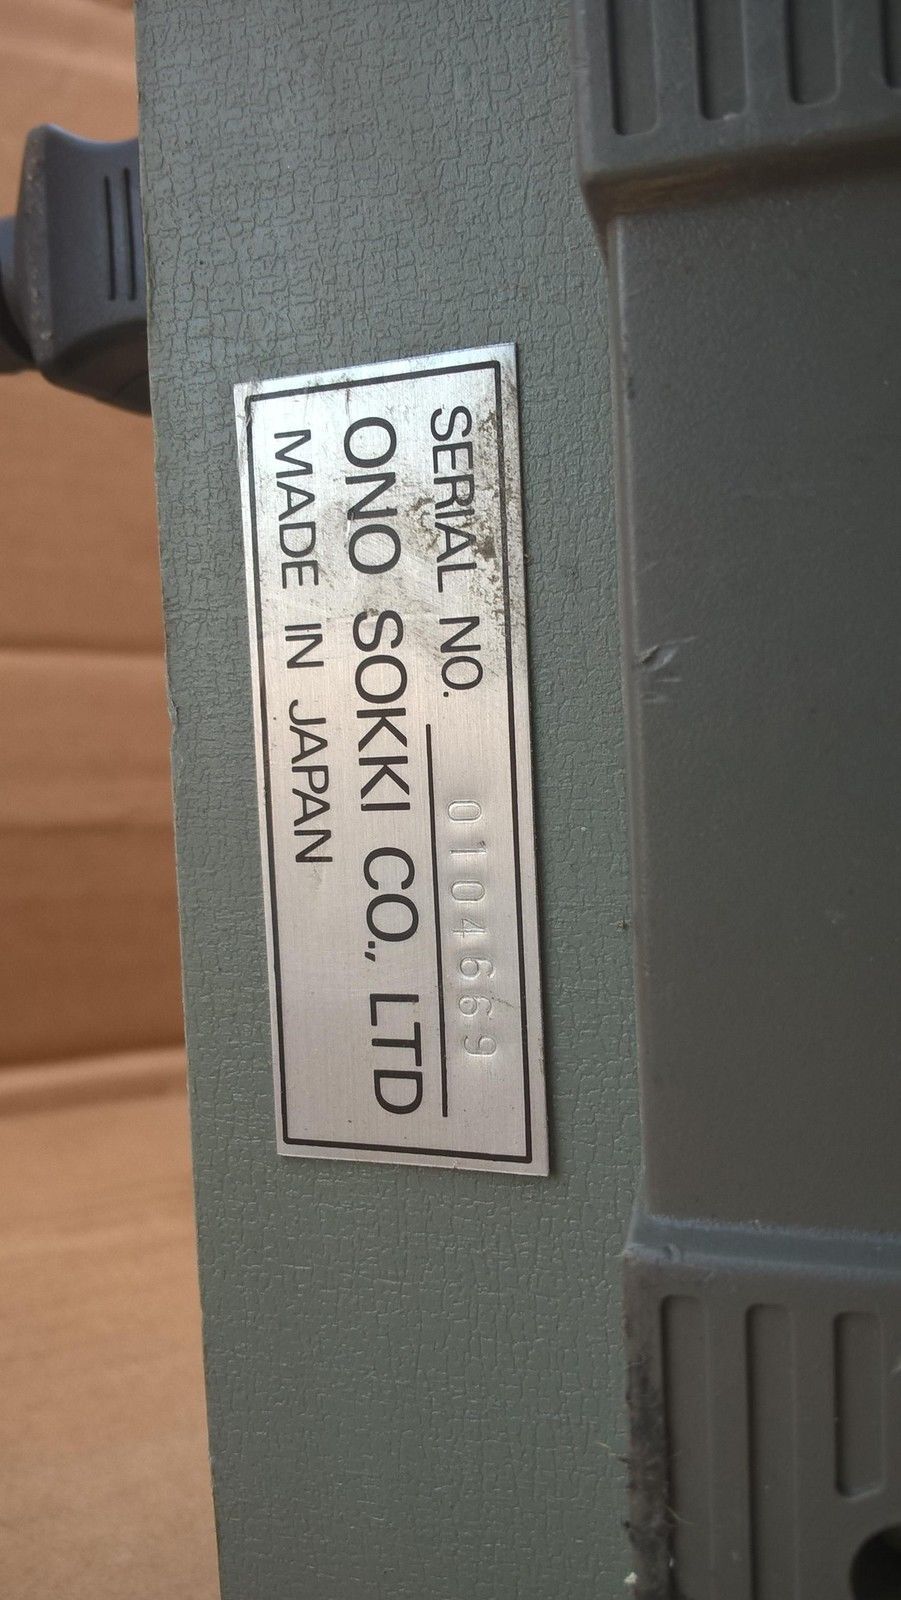 SERIAL NO. 0104669
ONO SOKKI CO., LTD
MADE IN JAPAN